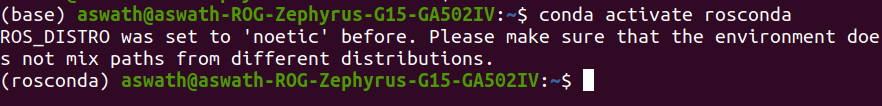 (base) aswath@aswath-ROG-Zephyrus-G15-GA502IV:~$ conda activate rosconda
ROS_DISTRO was set to 'noetic' before. Please make sure that the environment doe
s not mix paths from different distributions.
(rosconda) aswath@aswath-ROG-Zephyrus-G15-GA502IV:~$